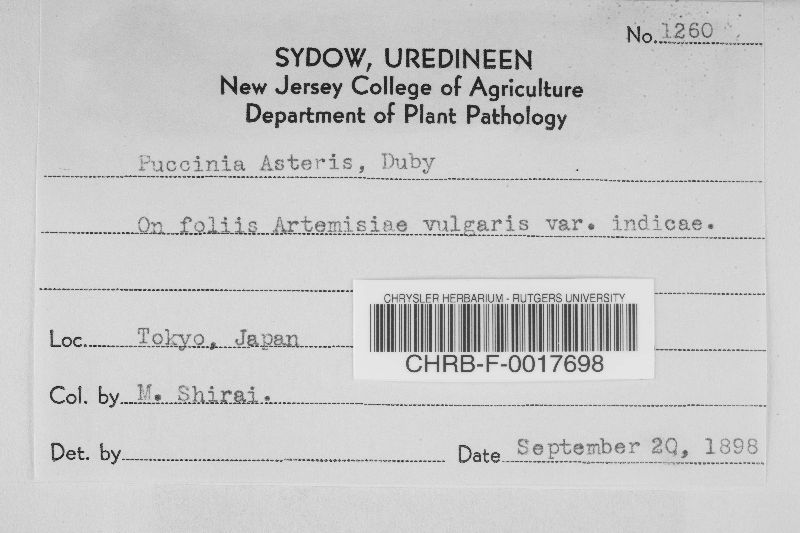 No. 1260
SYDOW, UREDINEEN
New Jersey College of Agriculture
Department of Plant Pathology
Puccinia Asteris, Duby
On foliis Artemisiae vulgaris var. indicae.
CHRYSLER HERBARIUM - RUTGERS UNIVERSITY
CHRB-F-0017698
Loc. Tokyo, Japan
Col. by M. Shirai.
Det. by
Date September 20, 1898